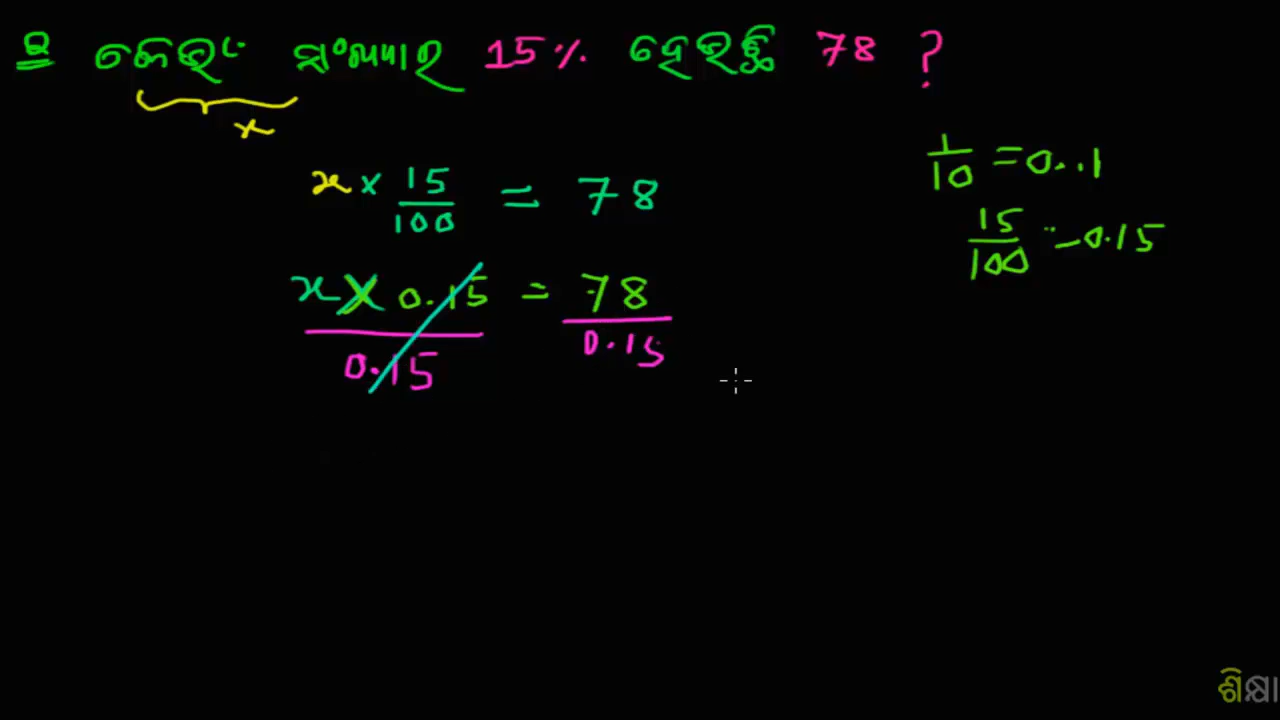 ଛ କେଉଁ ସଂଖ୍ୟାର 15% ହେଉଛି 78 ?
x
x × 15/100 = 78
x × 0.15 / 0.15 = 78 / 0.15
1/10 = 0..1
15/100 = 0.15
ଶିକ୍ଷା